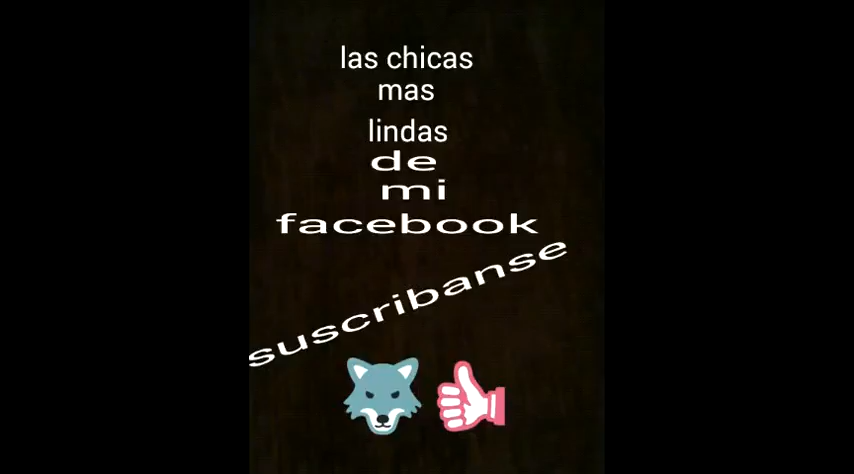 las chicas
mas
lindas
de
mi
facebook
suscribanse